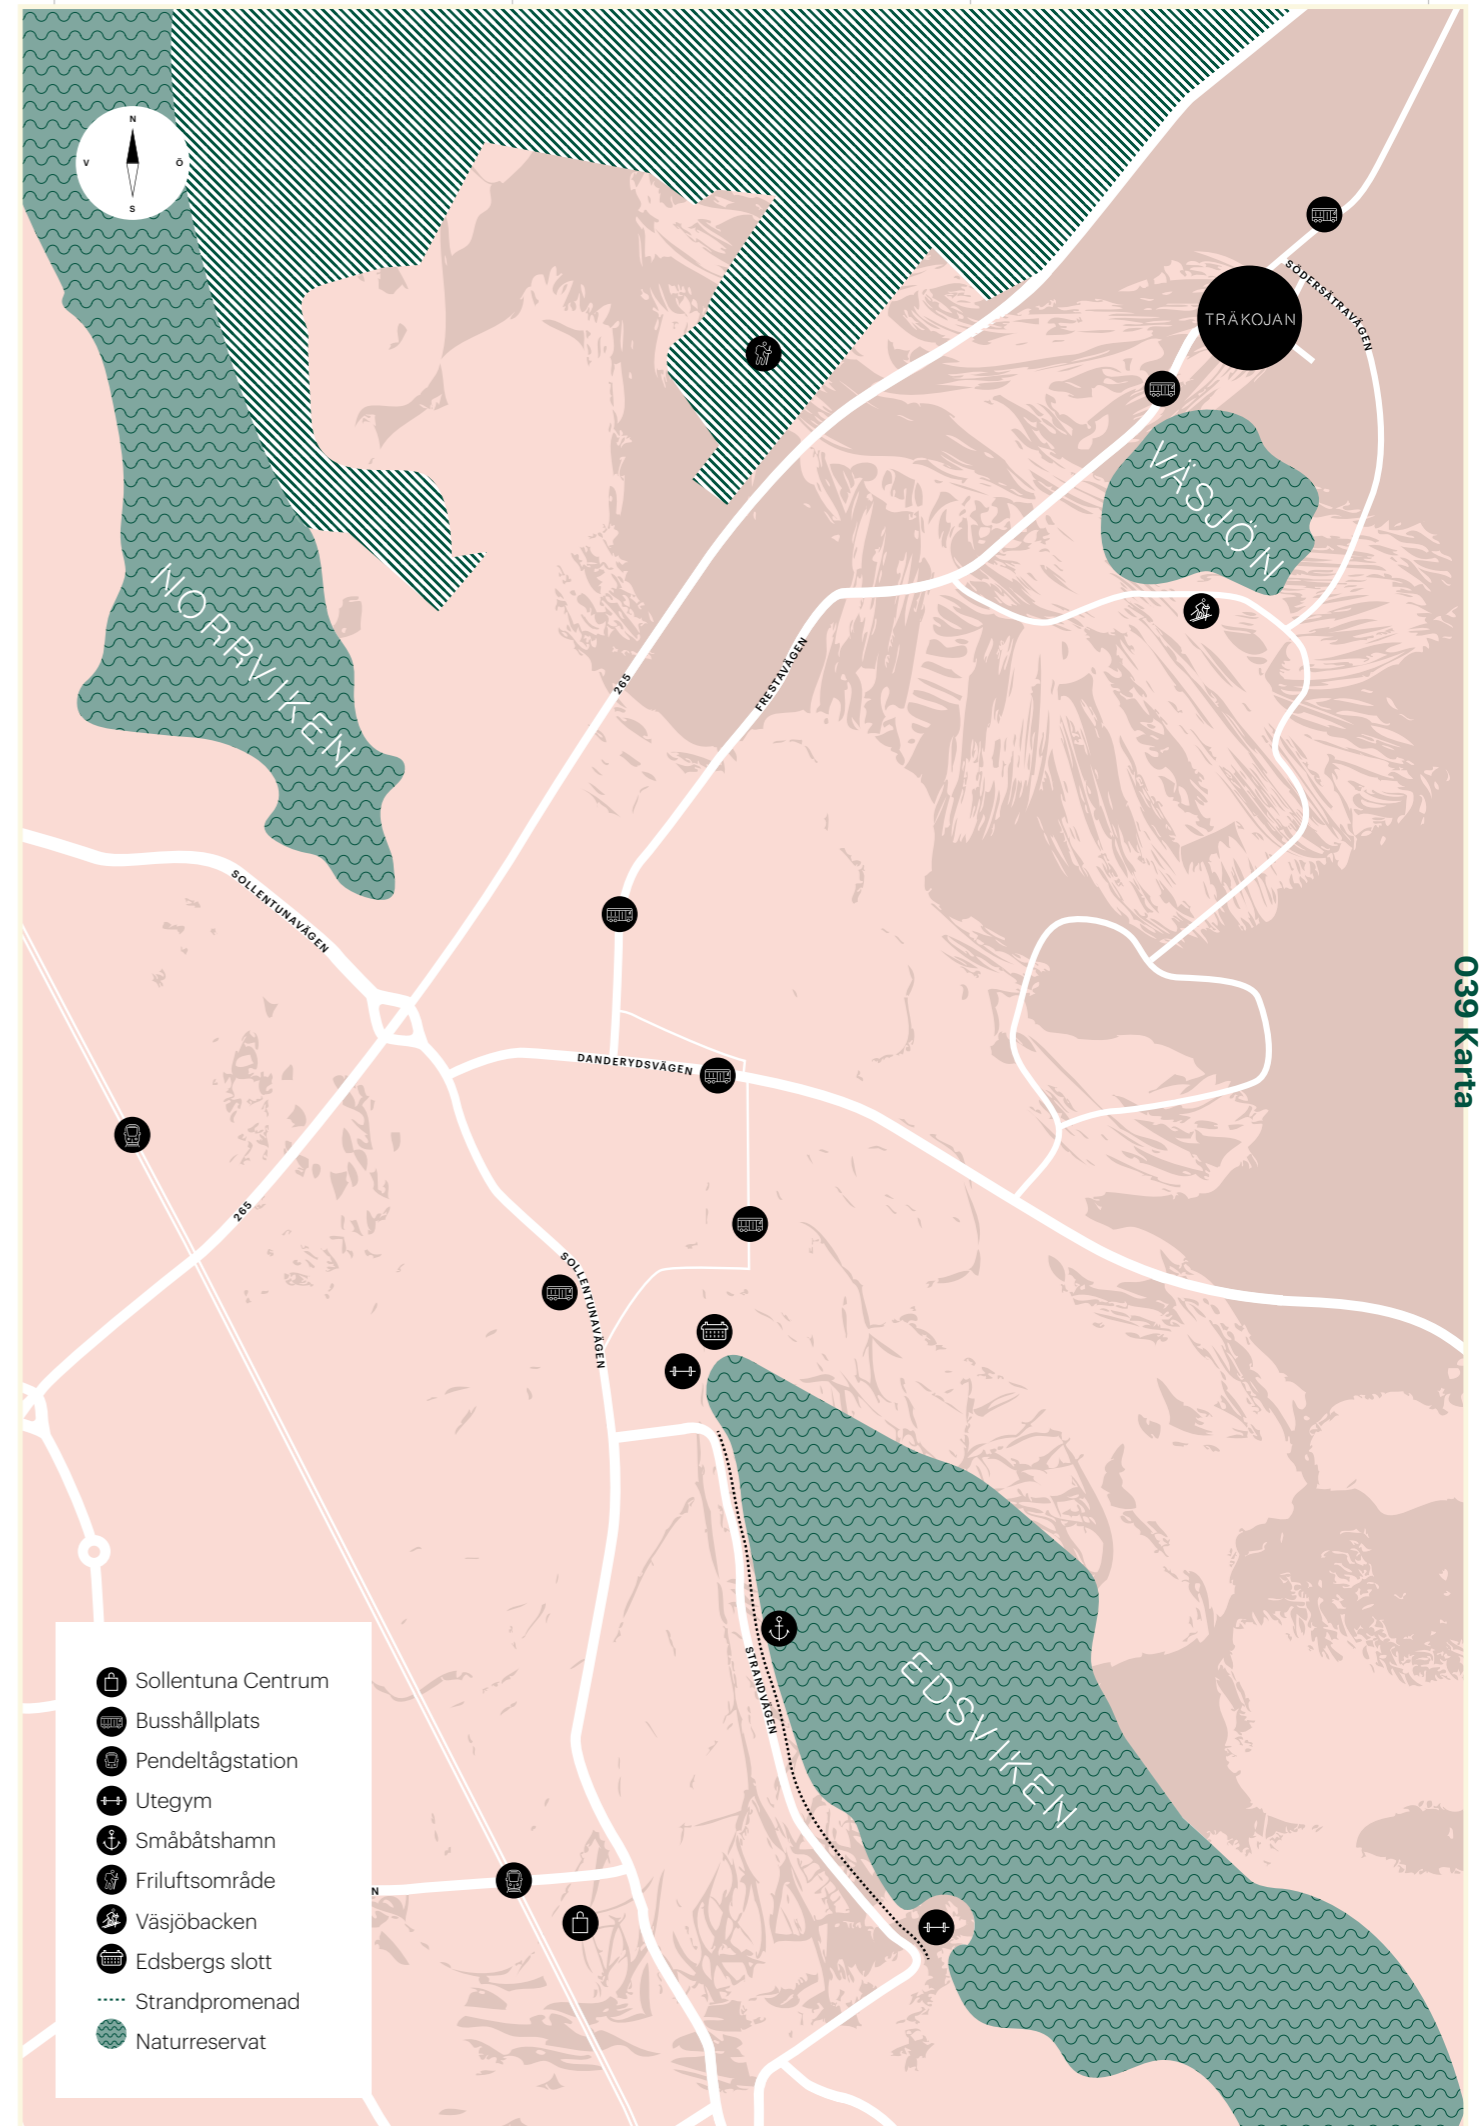 N
V
Ö
S
SÖDERSÄTRAVÄGEN
TRÄKOJAN
VÄSJÖN
NORRVIKEN
265
FRESTAVÄGEN
SOLLENTUNAVÄGEN
039 Karta
DANDERYDSVÄGEN
265
SOLLENTUNAVÄGEN
STRANDVÄGEN
EDSVIKEN
N
Sollentuna Centrum
Busshållplats
Pendeltågstation
Utegym
Småbåtshamn
Friluftsområde
Väsjöbacken
Edsbergs slott
Strandpromenad
Naturreservat